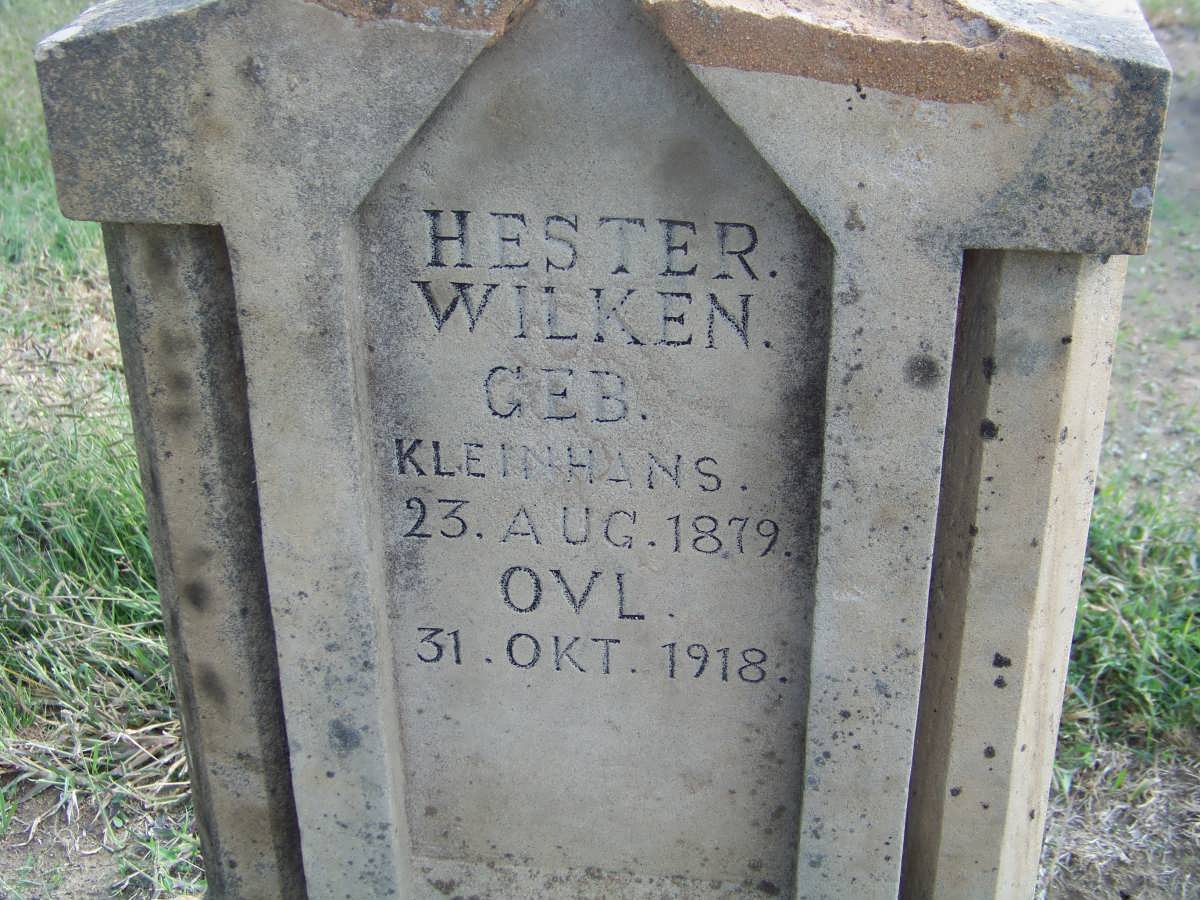 HESTER.
WILKEN.
GEB.
KLEINHANS.
23. AUG. 1879.
OVL.
31. OKT. 1918.